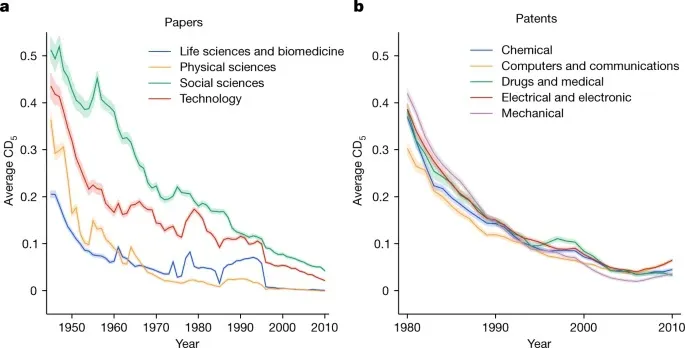 a
Papers
Life sciences and biomedicine
Physical sciences
Social sciences
Technology
Average CD5
0.5
0.4
0.3
0.2
0.1
0
1950 1960 1970 1980 1990 2000 2010
Year
b
Patents
Chemical
Computers and communications
Drugs and medical
Electrical and electronic
Mechanical
Average CD5
0.5
0.4
0.3
0.2
0.1
0
1980 1990 2000 2010
Year